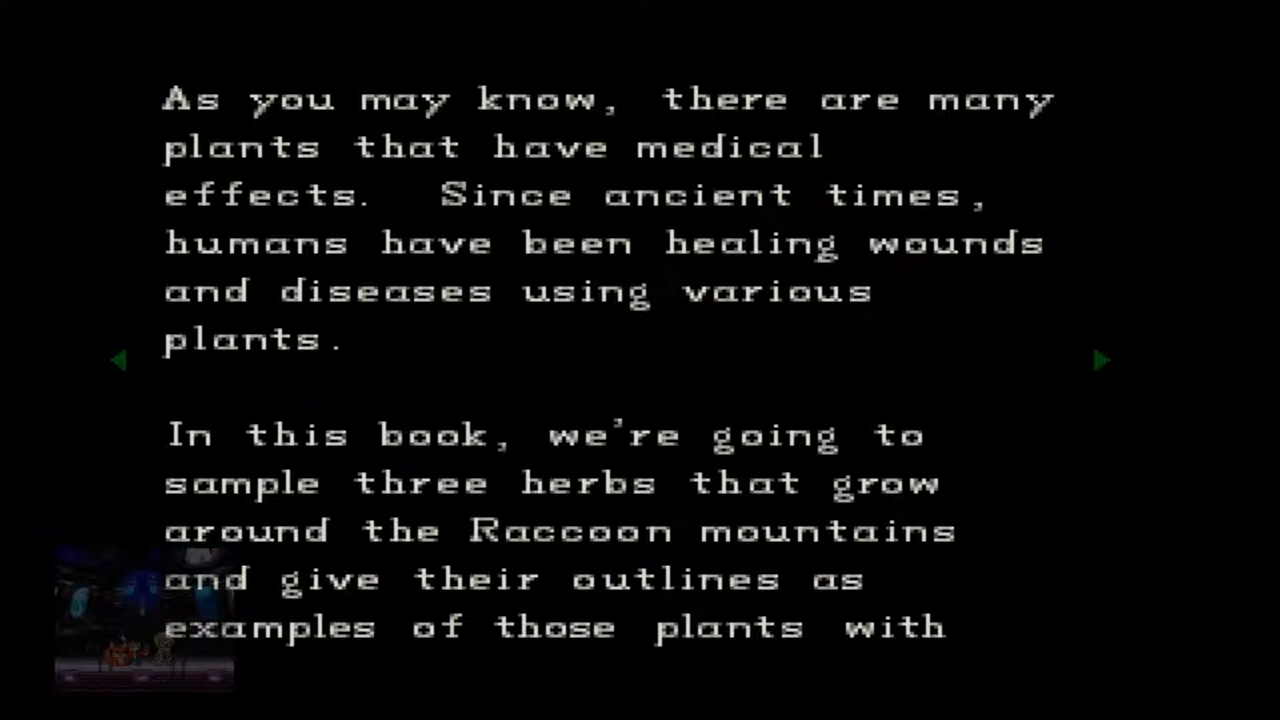 As you may know, there are many
plants that have medical
effects. Since ancient times,
humans have been healing wounds
and diseases using various
plants.
In this book, we're going to
sample three herbs that grow
around the Raccoon mountains
and give their outlines as
examples of those plants with